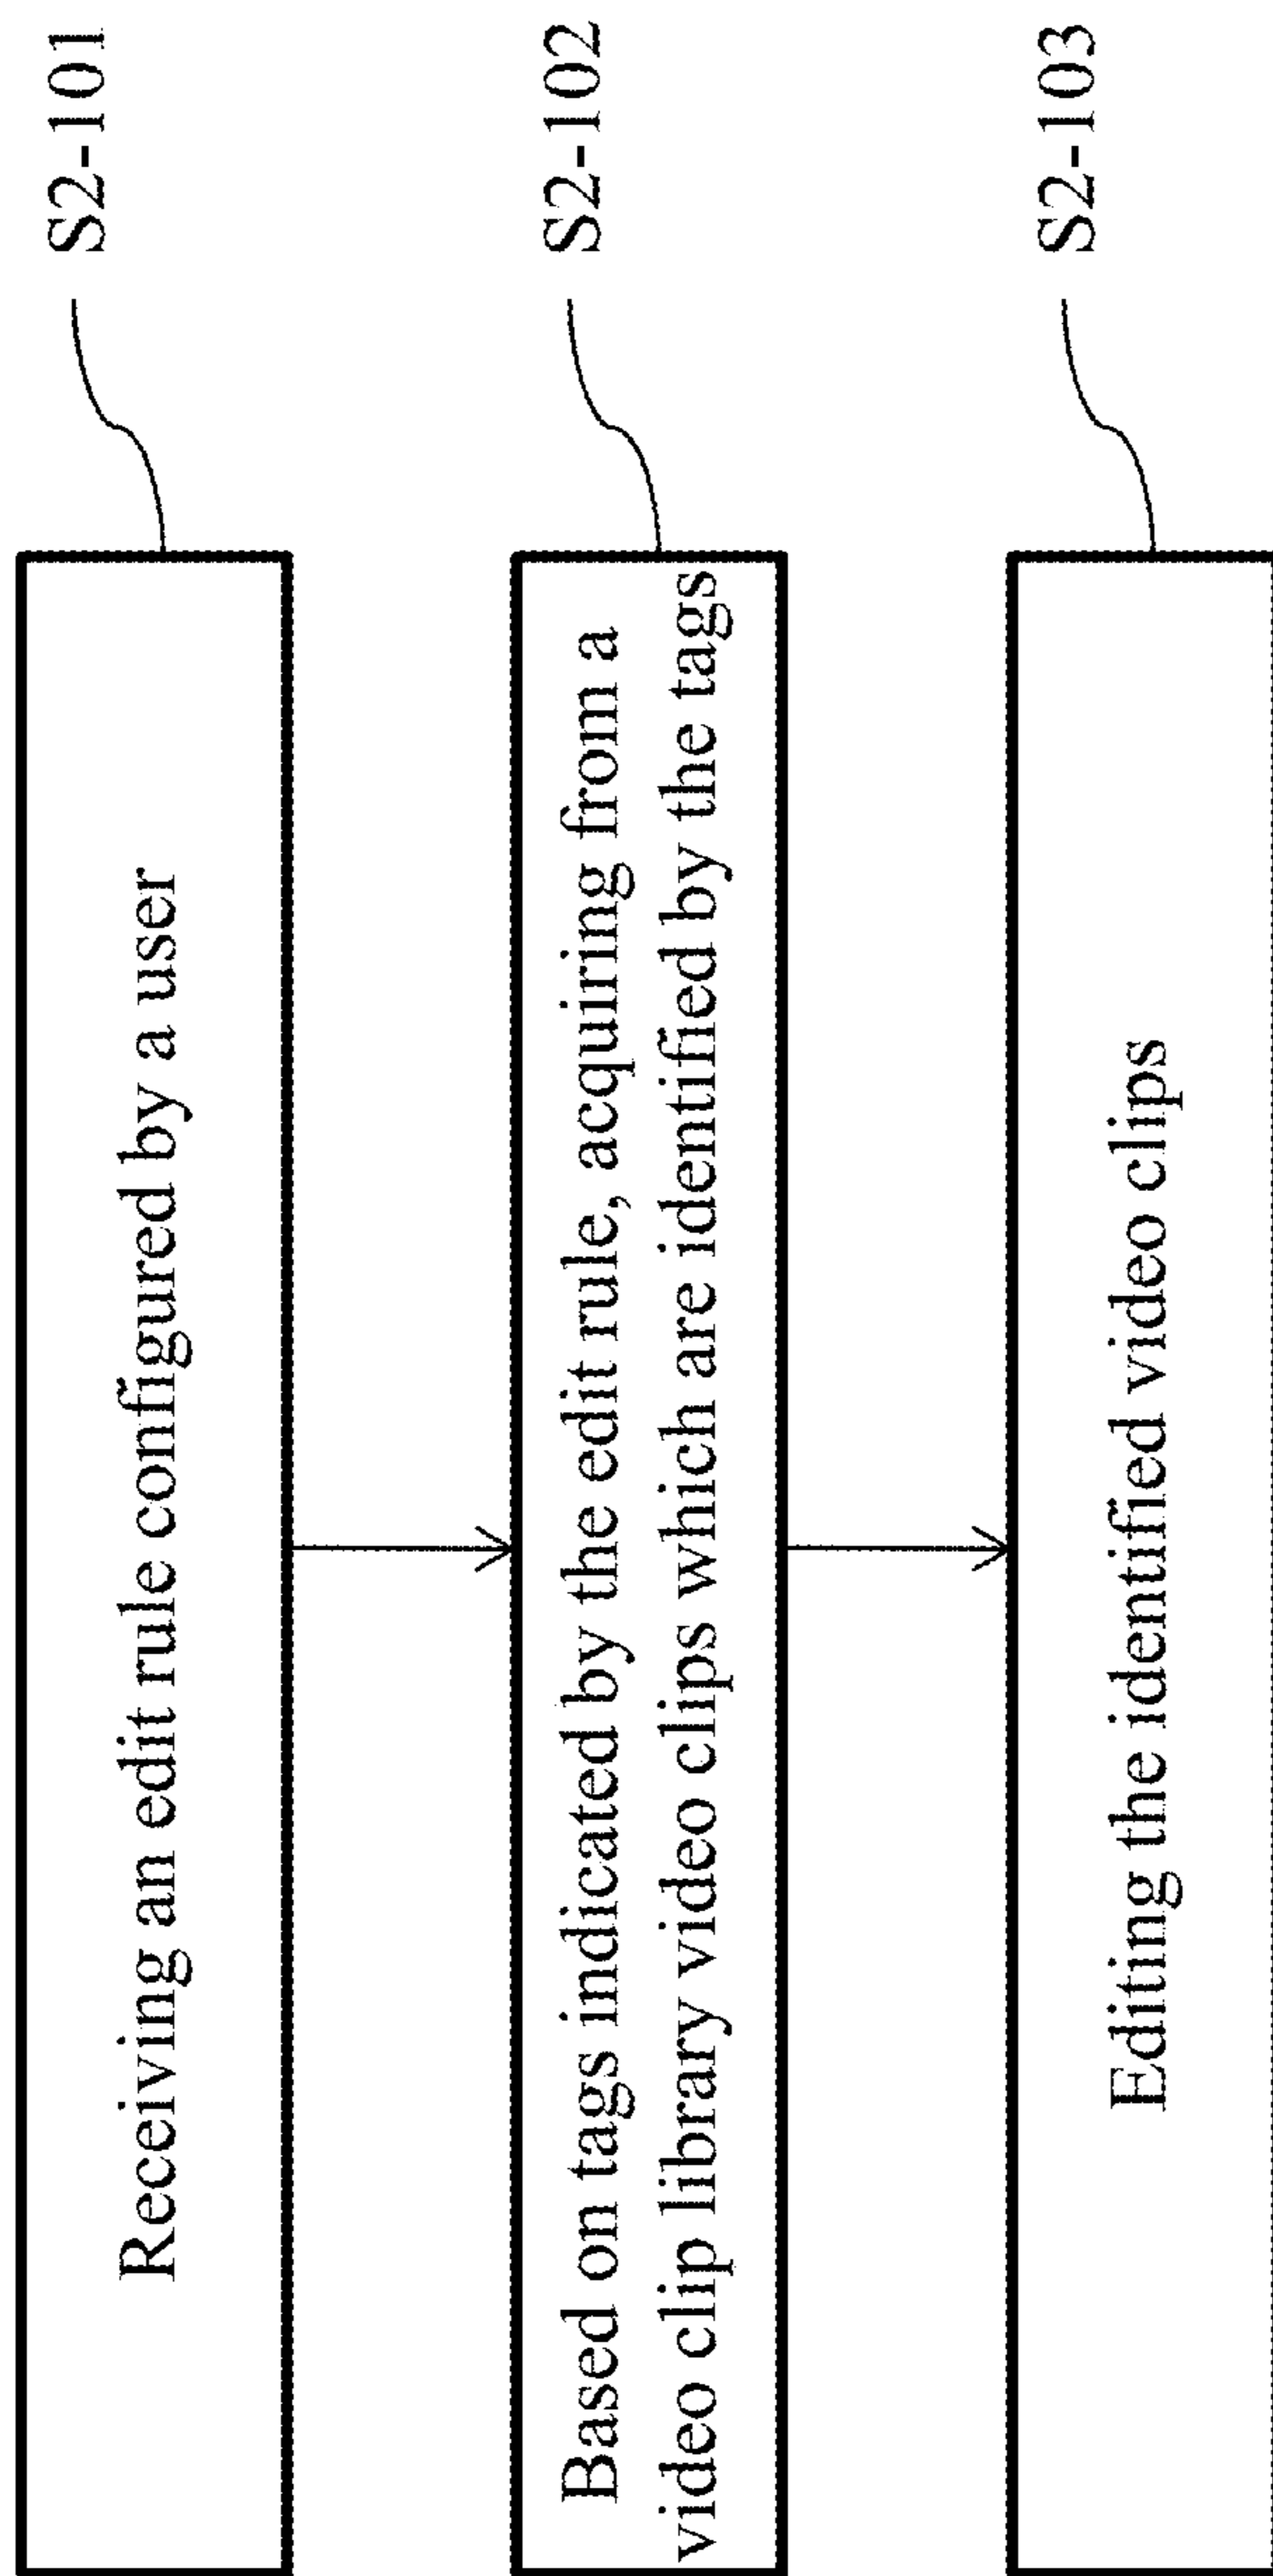 Receiving an edit rule configured by a user
S2-101
Based on tags indicated by the edit rule, acquiring from a
video clip library video clips which are identified by the tags
S2-102
Editing the identified video clips
S2-103